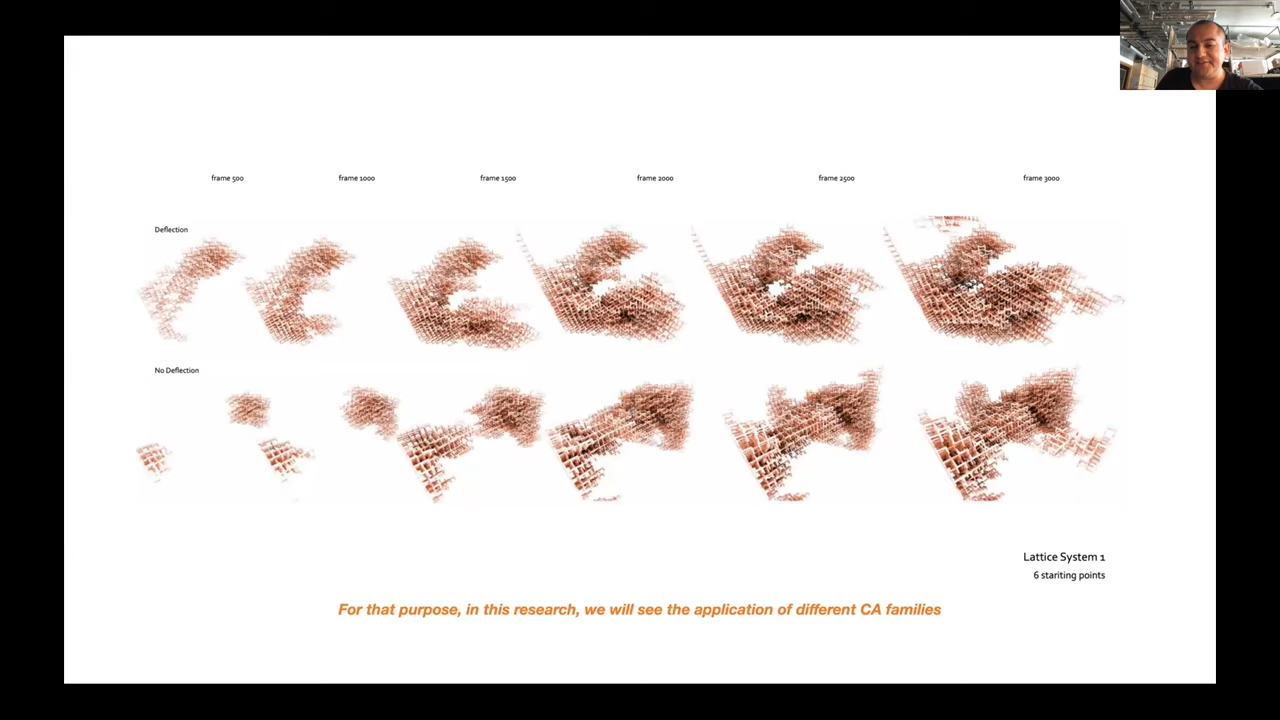 frame 500 frame 1000 frame 1500 frame 2000 frame 2500 frame 3000
Deflection
No Deflection
Lattice System 1
6 stariting points
For that purpose, in this research, we will see the application of different CA families